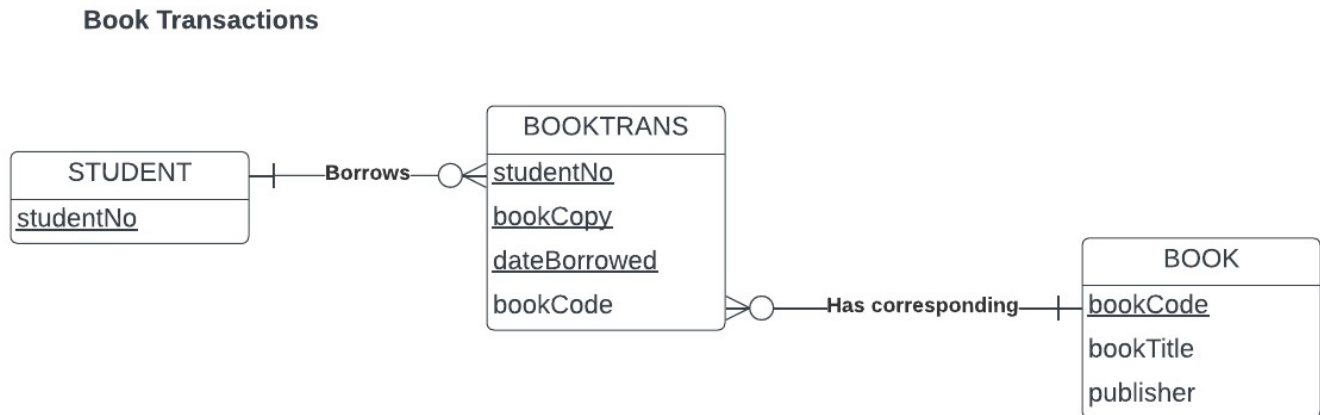 Book Transactions
STUDENT
studentNo
Borrows
BOOKTRANS
studentNo
bookCopy
dateBorrowed
bookCode
Has corresponding
BOOK
bookCode
bookTitle
publisher